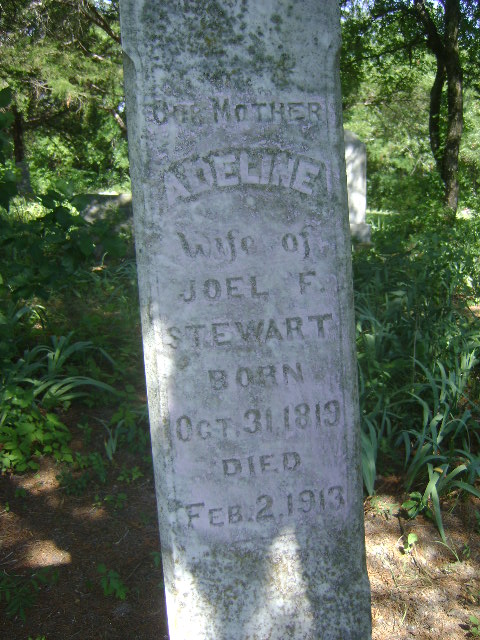 OUR MOTHER
ADELINE
Wife of
JOEL F.
STEWART
BORN
OCT. 31, 1819
DIED
FEB. 2, 1913